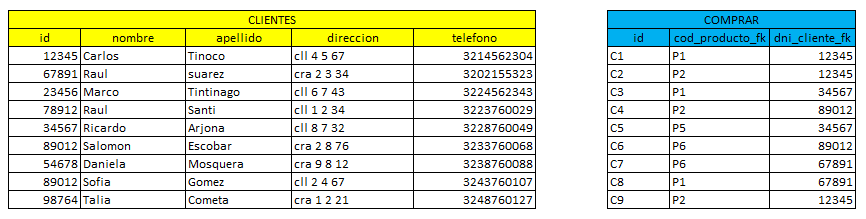 CLIENTES COMPRAR
id nombre apellido direccion telefono id cod_producto_fk dni_cliente_fk
12345 Carlos Tinoco cll 4 5 67 3214562304 C1 P1 12345
67891 Raul suarez cra 2 3 34 3202155323 C2 P2 12345
23456 Marco Tintinago cll 6 7 43 3224562343 C3 P1 34567
78912 Raul Santi cll 1 2 34 3223760029 C4 P2 89012
34567 Ricardo Arjona cll 8 7 32 3228760049 C5 P5 34567
89012 Salomon Escobar cra 2 8 76 3233760068 C6 P6 89012
54678 Daniela Mosquera cra 9 8 12 3238760088 C7 P6 67891
89012 Sofia Gomez cll 2 4 67 3243760107 C8 P1 67891
98764 Talia Cometa cra 1 2 21 3248760127 C9 P2 12345